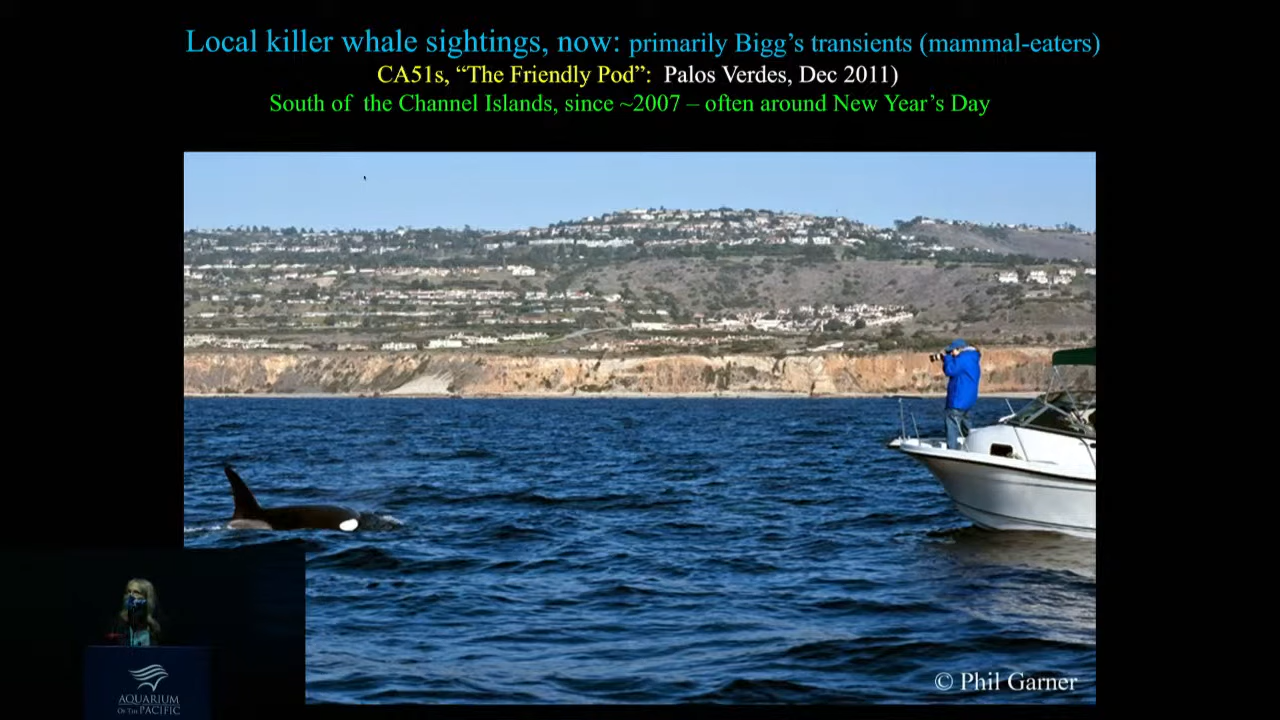 Local killer whale sightings, now: primarily Bigg's transients (mammal-eaters)
CA51s, “The Friendly Pod”:  Palos Verdes, Dec 2011)
South of  the Channel Islands, since ~2007 – often around New Year’s Day
© Phil Garner
AQUARIUM
OF THE PACIFIC